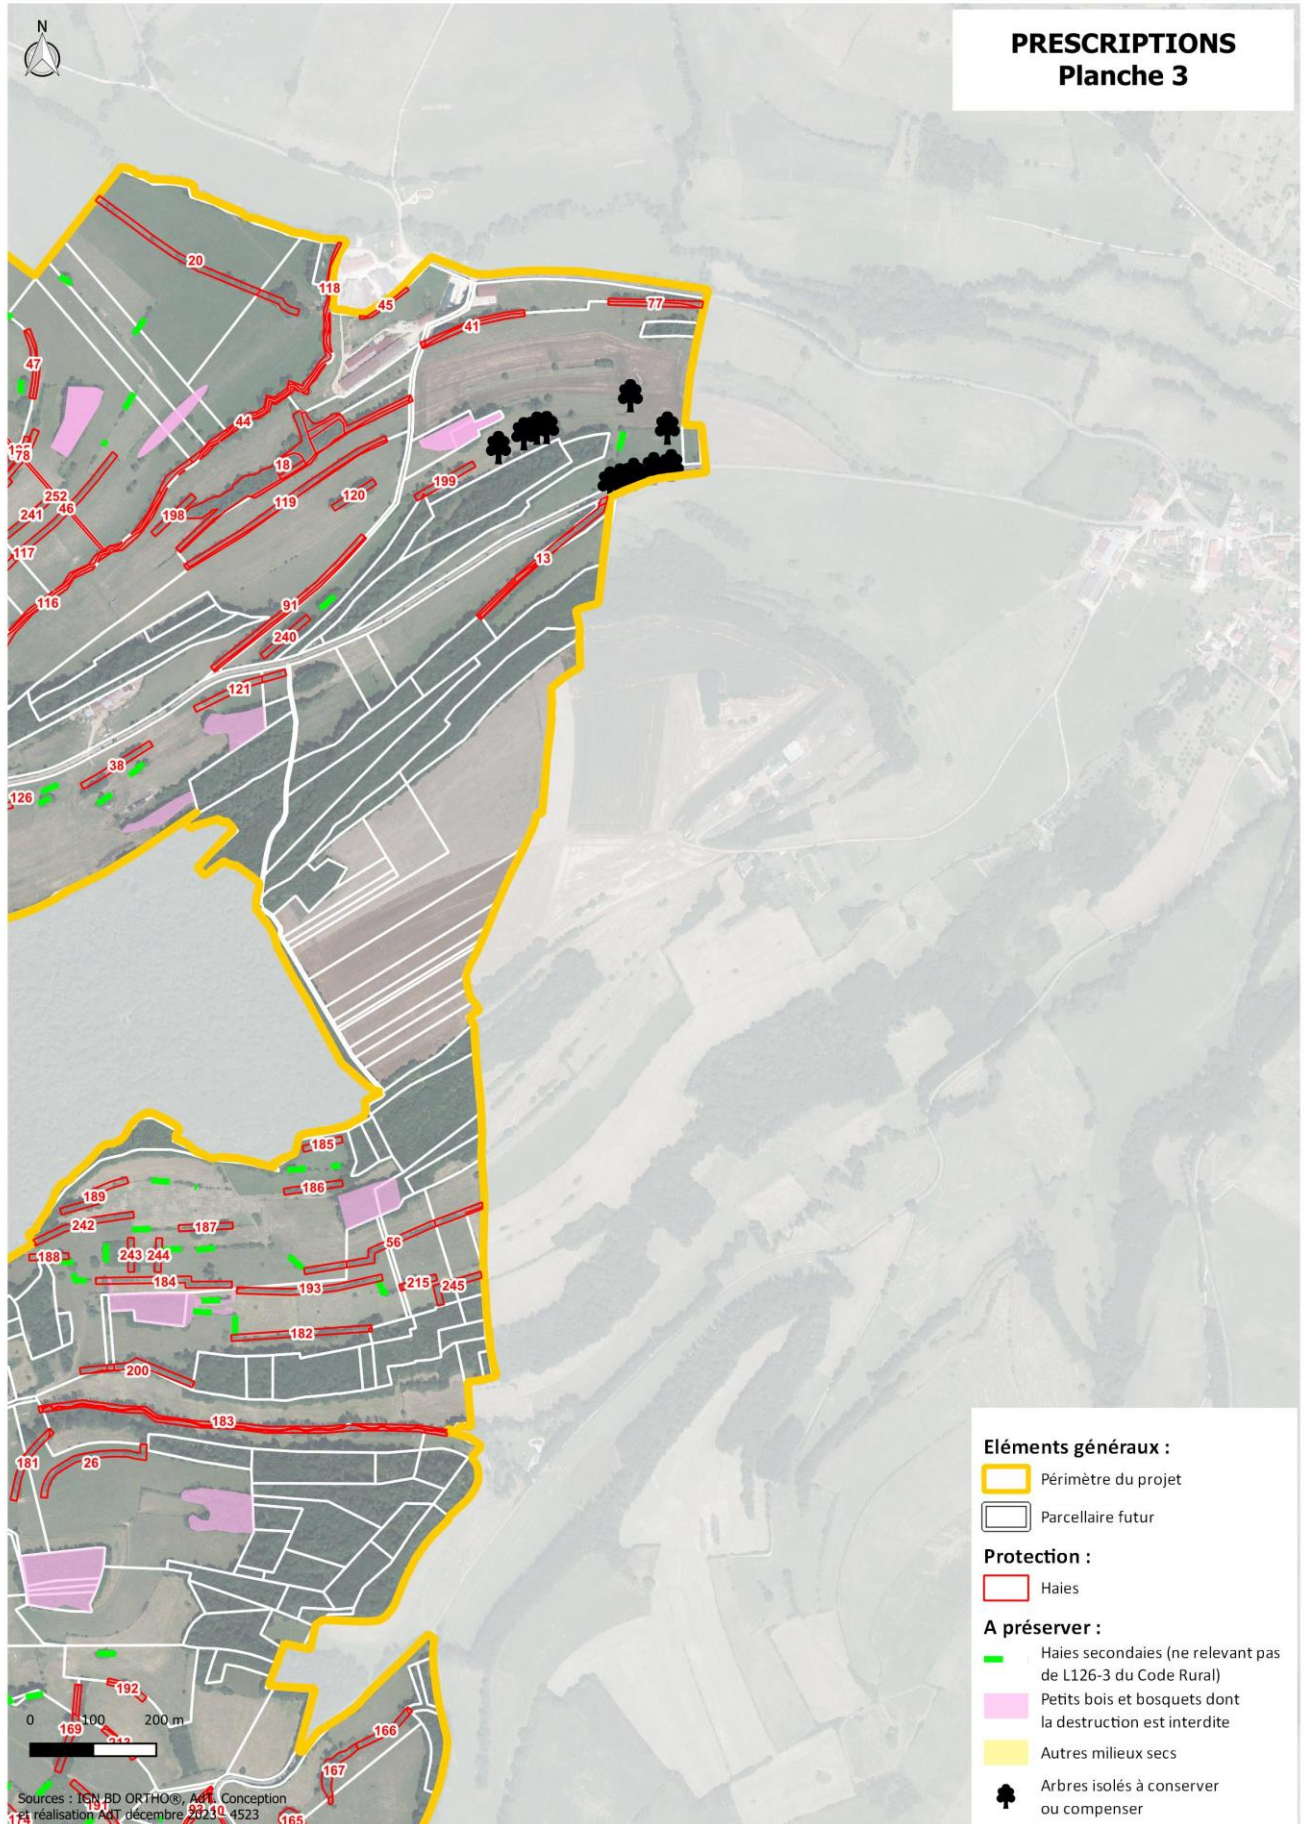 N
PRESCRIPTIONS
Planche 3
20
118
45
77
41
47
44
78
18
199
119
120
252
46
241
198
117
13
116
91
240
121
38
126
185
186
189
242
187
56
188
243 244
184
193
215
245
182
200
183
181
26
192
169
166
167
191
165
174
0 100 200 m
Sources : IGN BD ORTHO®, AdT. Conception
et réalisation AdT décembre 2023 - 4523
Eléments généraux :
Périmètre du projet
Parcellaire futur
Protection :
Haies
A préserver :
Haies secondaies (ne relevant pas
de L126-3 du Code Rural)
Petits bois et bosquets dont
la destruction est interdite
Autres milieux secs
Arbres isolés à conserver
ou compenser